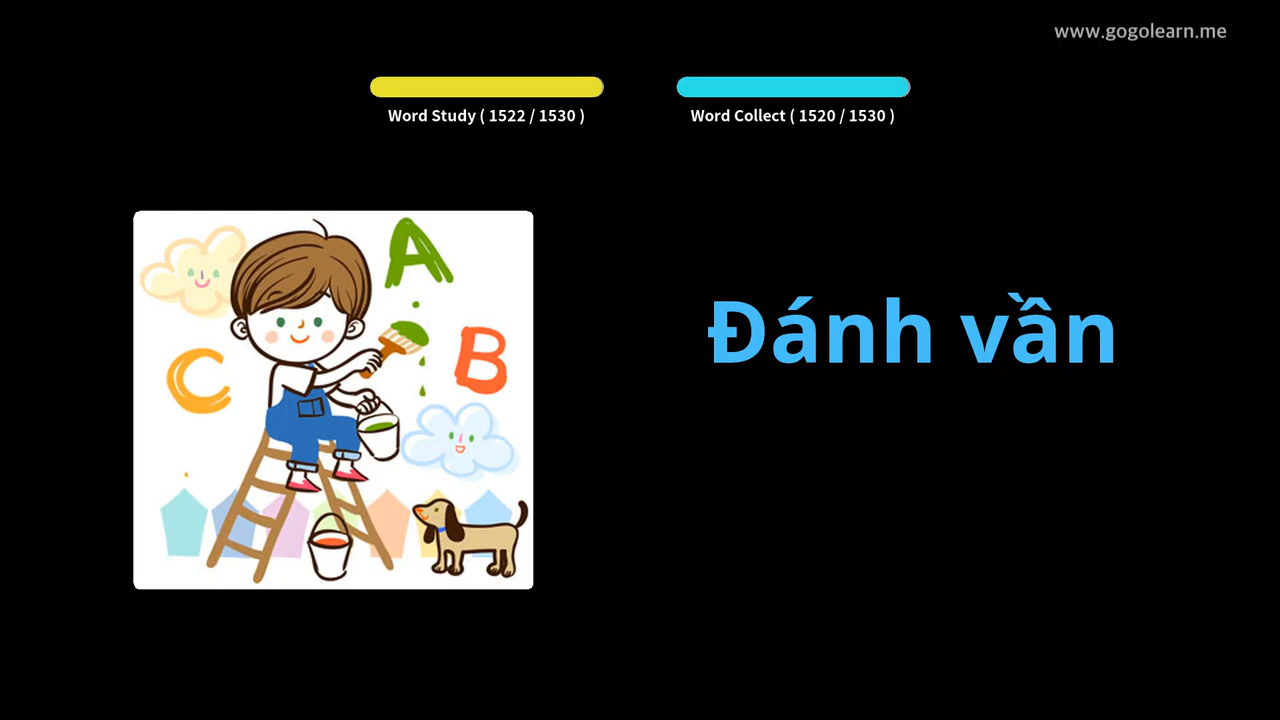 www.gogolearn.me
Word Study ( 1522 / 1530 )
Word Collect ( 1520 / 1530 )
A
B
C
Đánh vần